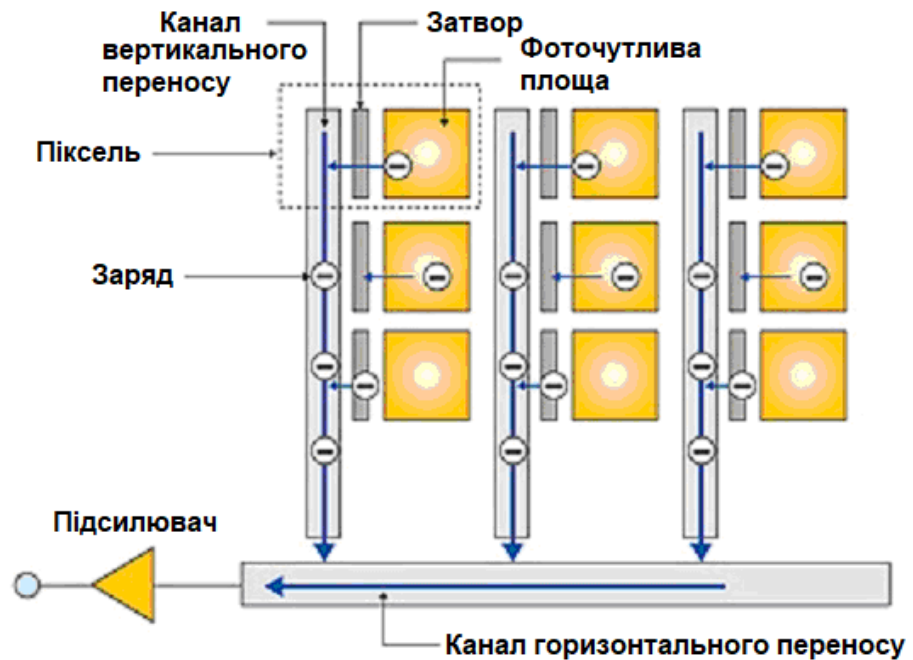 Канал
вертикального
переносу
Затвор
Фоточутлива
площа
Піксель
Заряд
Підсилювач
Канал горизонтального переносу